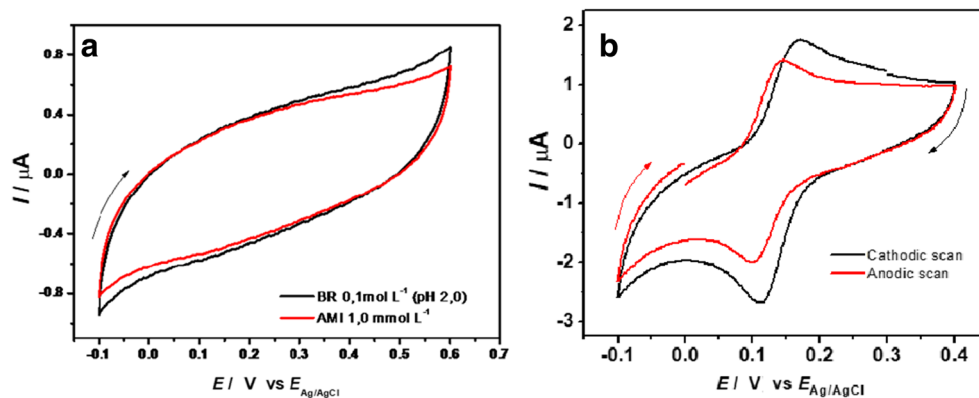 a
I / µA
0.8
0.4
0.0
-0.4
-0.8
BR 0,1mol L⁻¹ (pH 2,0)
AMI 1,0 mmol L⁻¹
-0.1 0.0 0.1 0.2 0.3 0.4 0.5 0.6 0.7
E / V vs E Ag/AgCl
b
I / µA
2
1
0
-1
-2
-3
Cathodic scan
Anodic scan
-0.1 0.0 0.1 0.2 0.3 0.4
E / V vs E Ag/AgCl